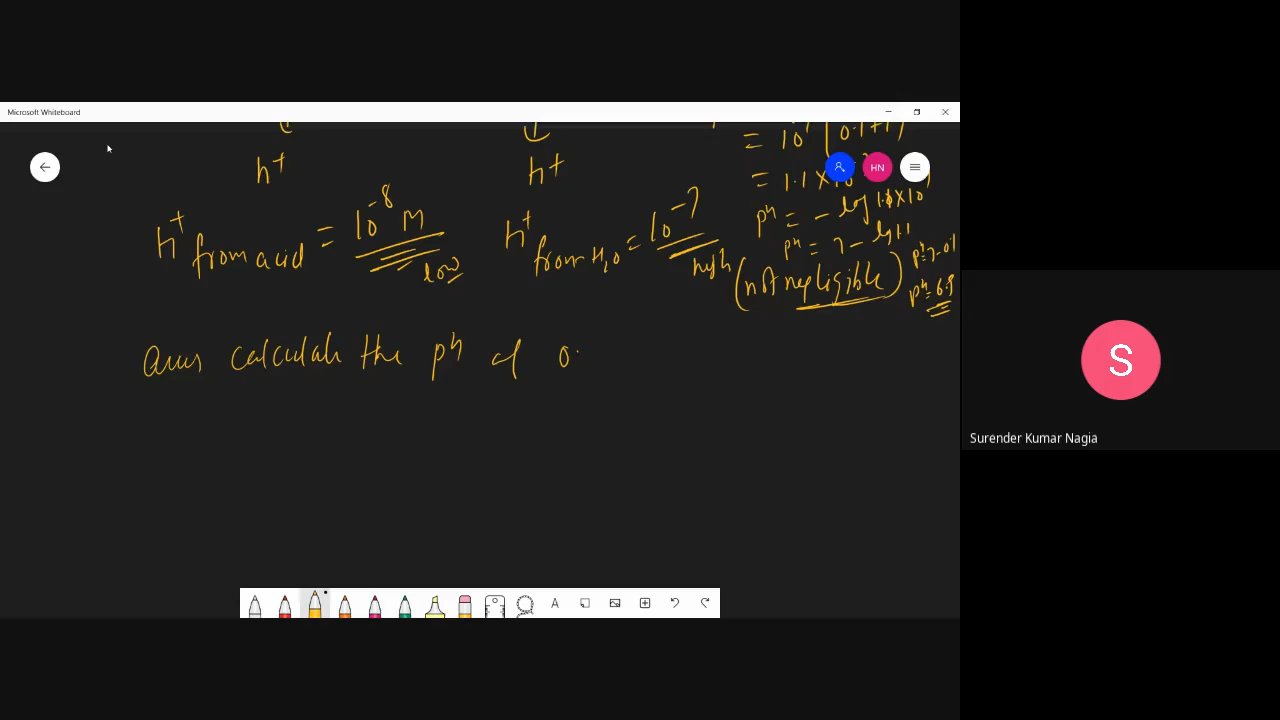 Microsoft Whiteboard
= 10 (0.1+1)
h⁺ h⁺
HN
= 1.1 ×
H⁺ from acid = 10⁻⁸ M low
H⁺ from H₂O = 10⁻⁷ high
(not negligible)
pH = - log 1.1×10
pH = 7 - log 1.1
pH = 7-0.1
pH = 6.9
Ques calculate the pH of 0.
S
Surender Kumar Nagia
A